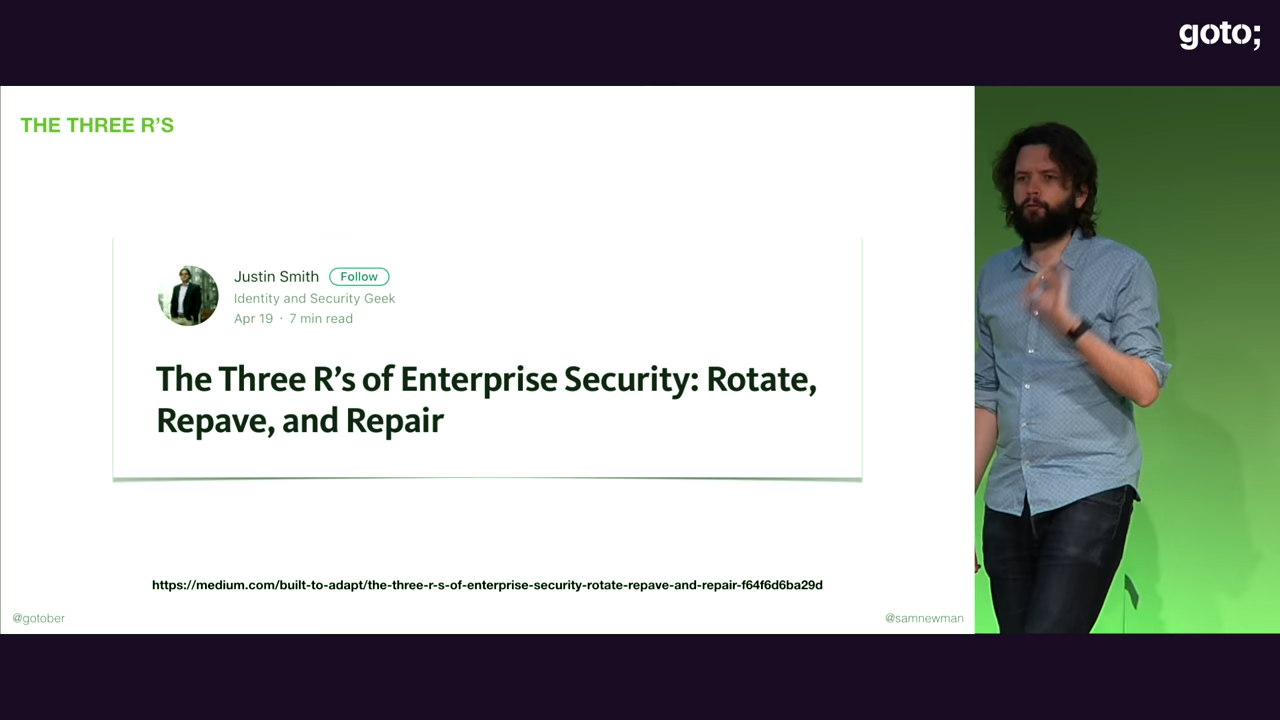 goto;
THE THREE R'S
Justin Smith Follow
Identity and Security Geek
Apr 19 · 7 min read
The Three R’s of Enterprise Security: Rotate,
Repave, and Repair
https://medium.com/built-to-adapt/the-three-r-s-of-enterprise-security-rotate-repave-and-repair-f64f6d6ba29d
@gotober
@samnewman